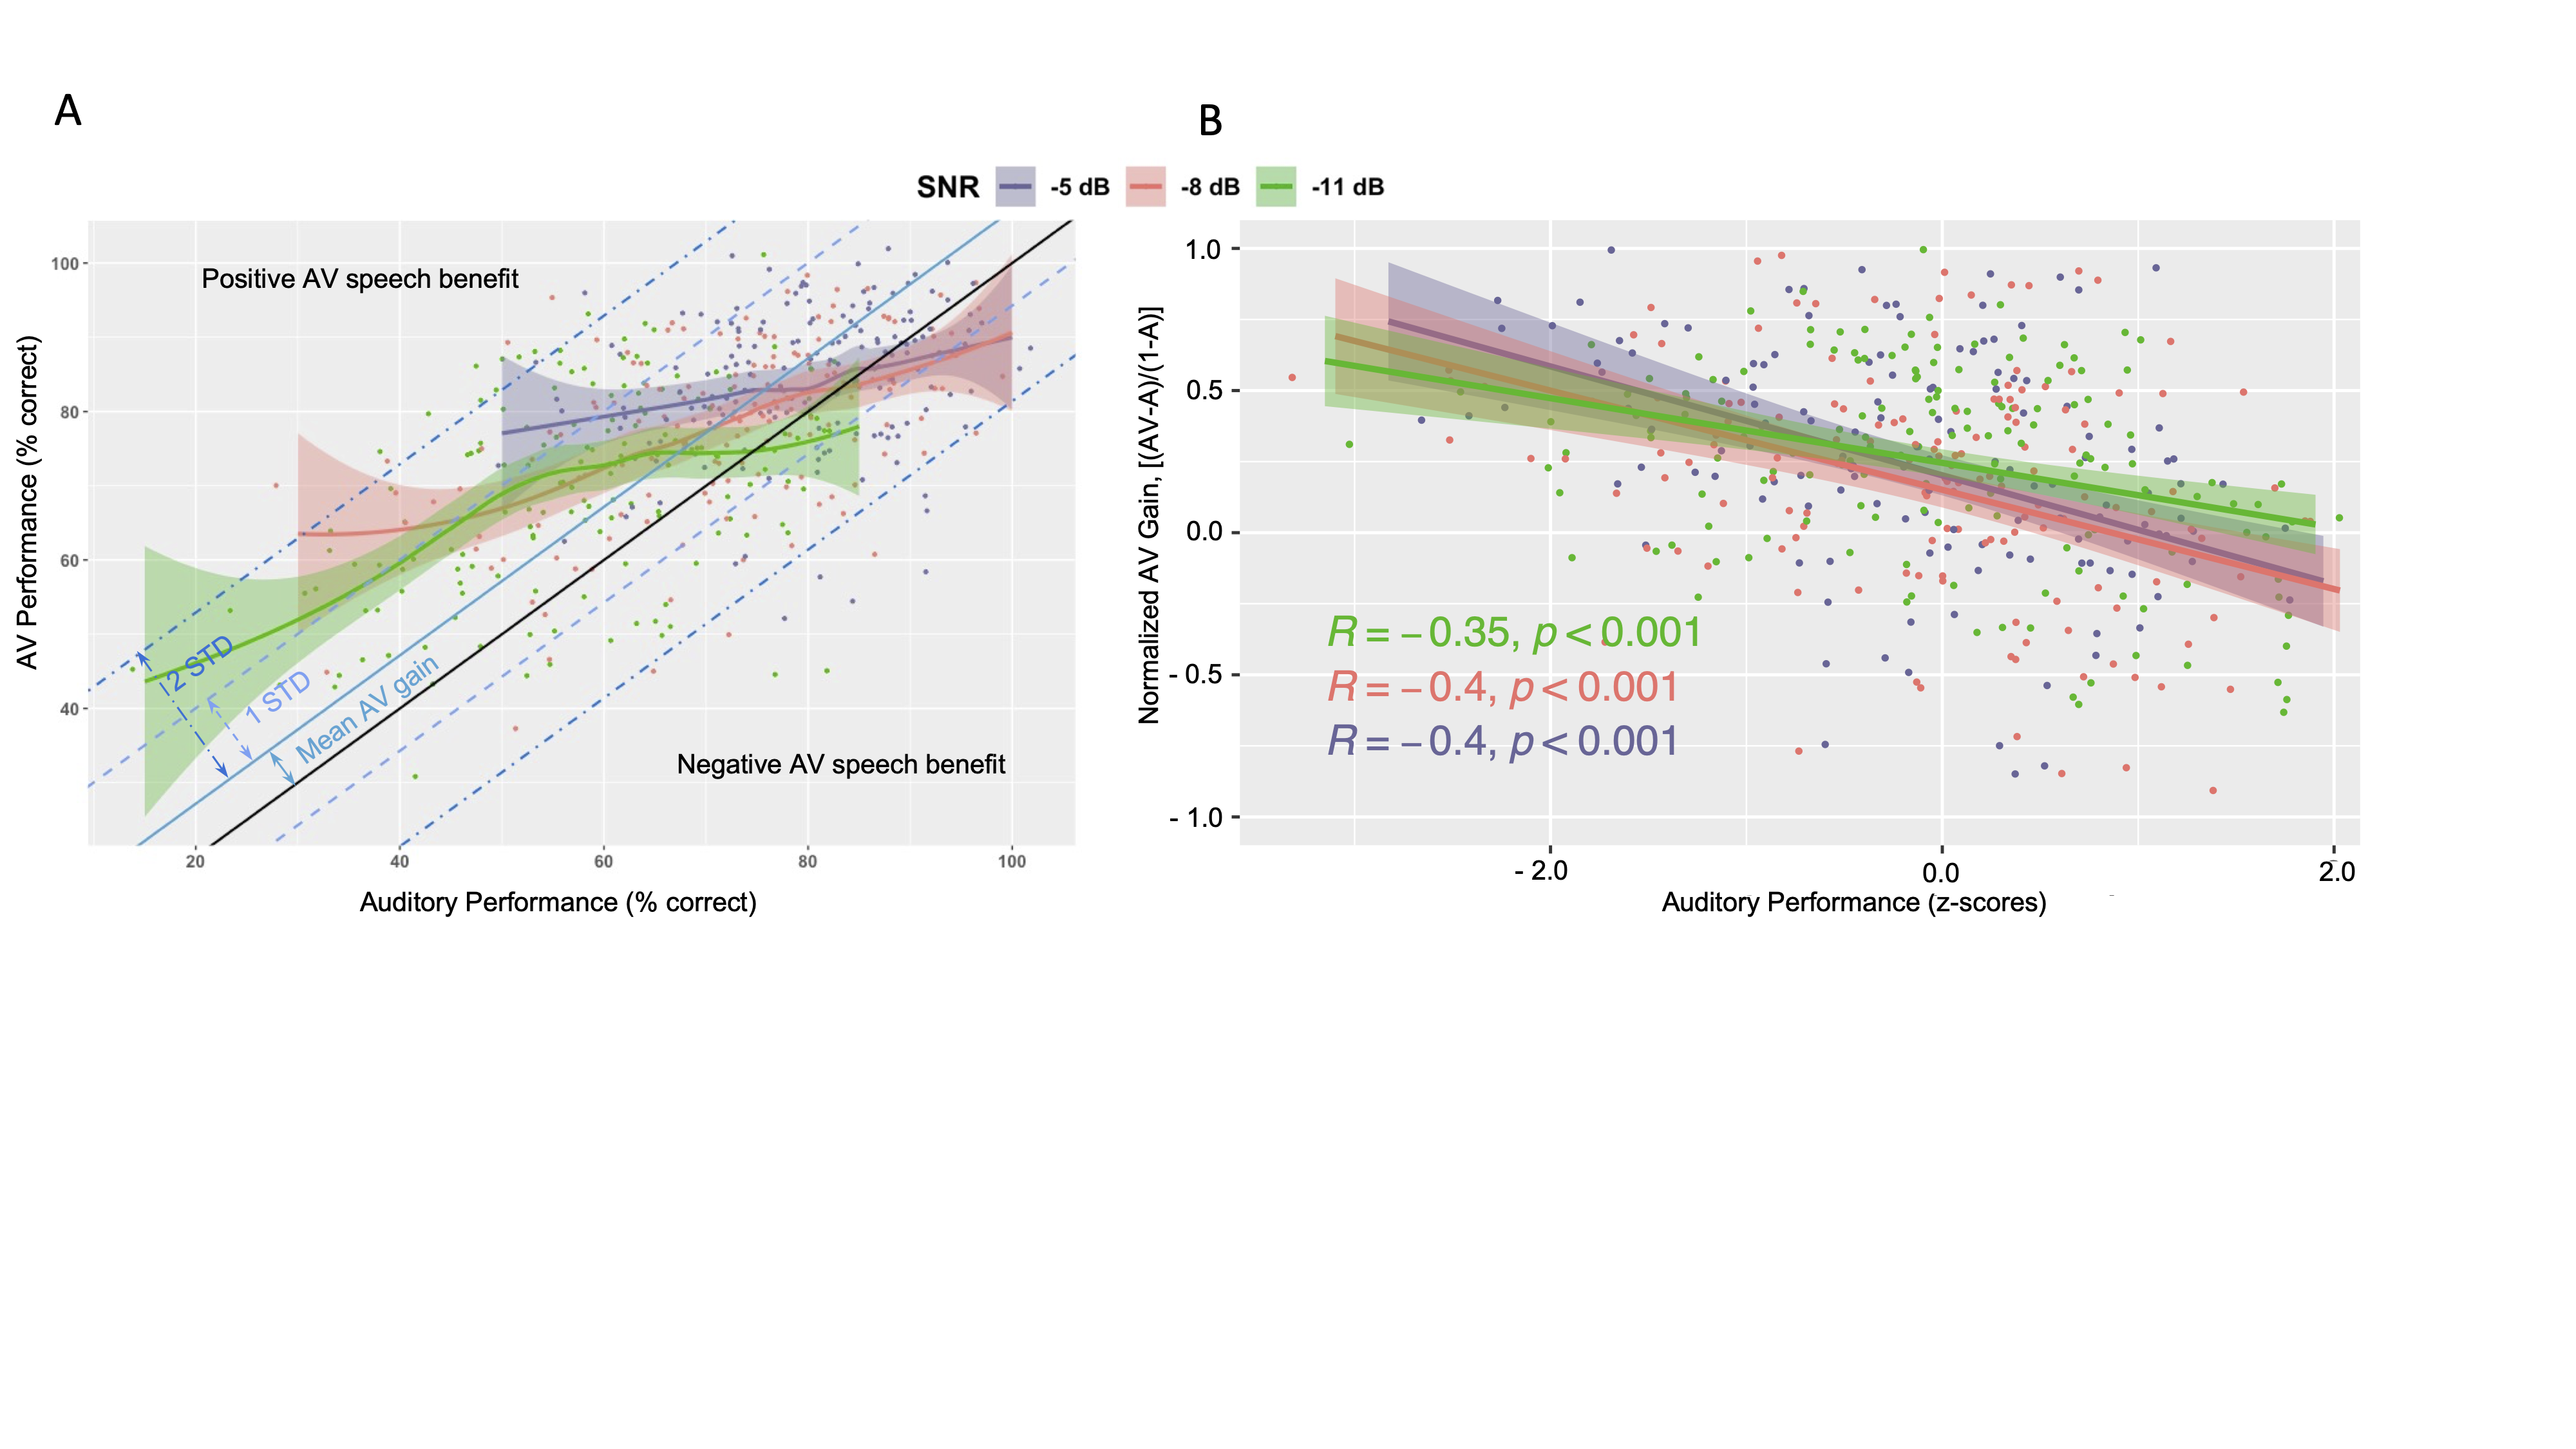 A
B
SNR -5 dB -8 dB -11 dB
AV Performance (% correct)
100
80
60
40
Positive AV speech benefit
2 STD
1 STD
Mean AV gain
Negative AV speech benefit
20 40 60 80 100
Auditory Performance (% correct)
Normalized AV Gain, [(AV-A)/(1-A)]
1.0
0.5
0.0
- 0.5
- 1.0
R = − 0.35, p < 0.001
R = − 0.4, p < 0.001
R = − 0.4, p < 0.001
- 2.0 0.0 2.0
Auditory Performance (z-scores)